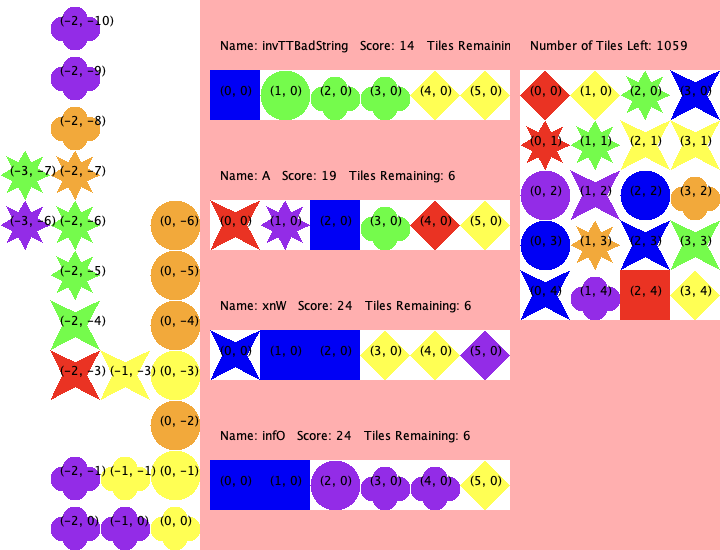 (-2, -10)
(-2, -9)
(-2, -8)
(-3, -7) (-2, -7)
(-3, -6) (-2, -6) (0, -6)
(-2, -5) (0, -5)
(-2, -4) (0, -4)
(-2, -3) (-1, -3) (0, -3)
(0, -2)
(-2, -1) (-1, -1) (0, -1)
(-2, 0) (-1, 0) (0, 0)
Name: invTTBadString Score: 14 Tiles Remainin
(0, 0) (1, 0) (2, 0) (3, 0) (4, 0) (5, 0)
Name: A Score: 19 Tiles Remaining: 6
(0, 0) (1, 0) (2, 0) (3, 0) (4, 0) (5, 0)
Name: xnW Score: 24 Tiles Remaining: 6
(0, 0) (1, 0) (2, 0) (3, 0) (4, 0) (5, 0)
Name: infO Score: 24 Tiles Remaining: 6
(0, 0) (1, 0) (2, 0) (3, 0) (4, 0) (5, 0)
Number of Tiles Left: 1059
(0, 0) (1, 0) (2, 0) (3, 0)
(0, 1) (1, 1) (2, 1) (3, 1)
(0, 2) (1, 2) (2, 2) (3, 2)
(0, 3) (1, 3) (2, 3) (3, 3)
(0, 4) (1, 4) (2, 4) (3, 4)